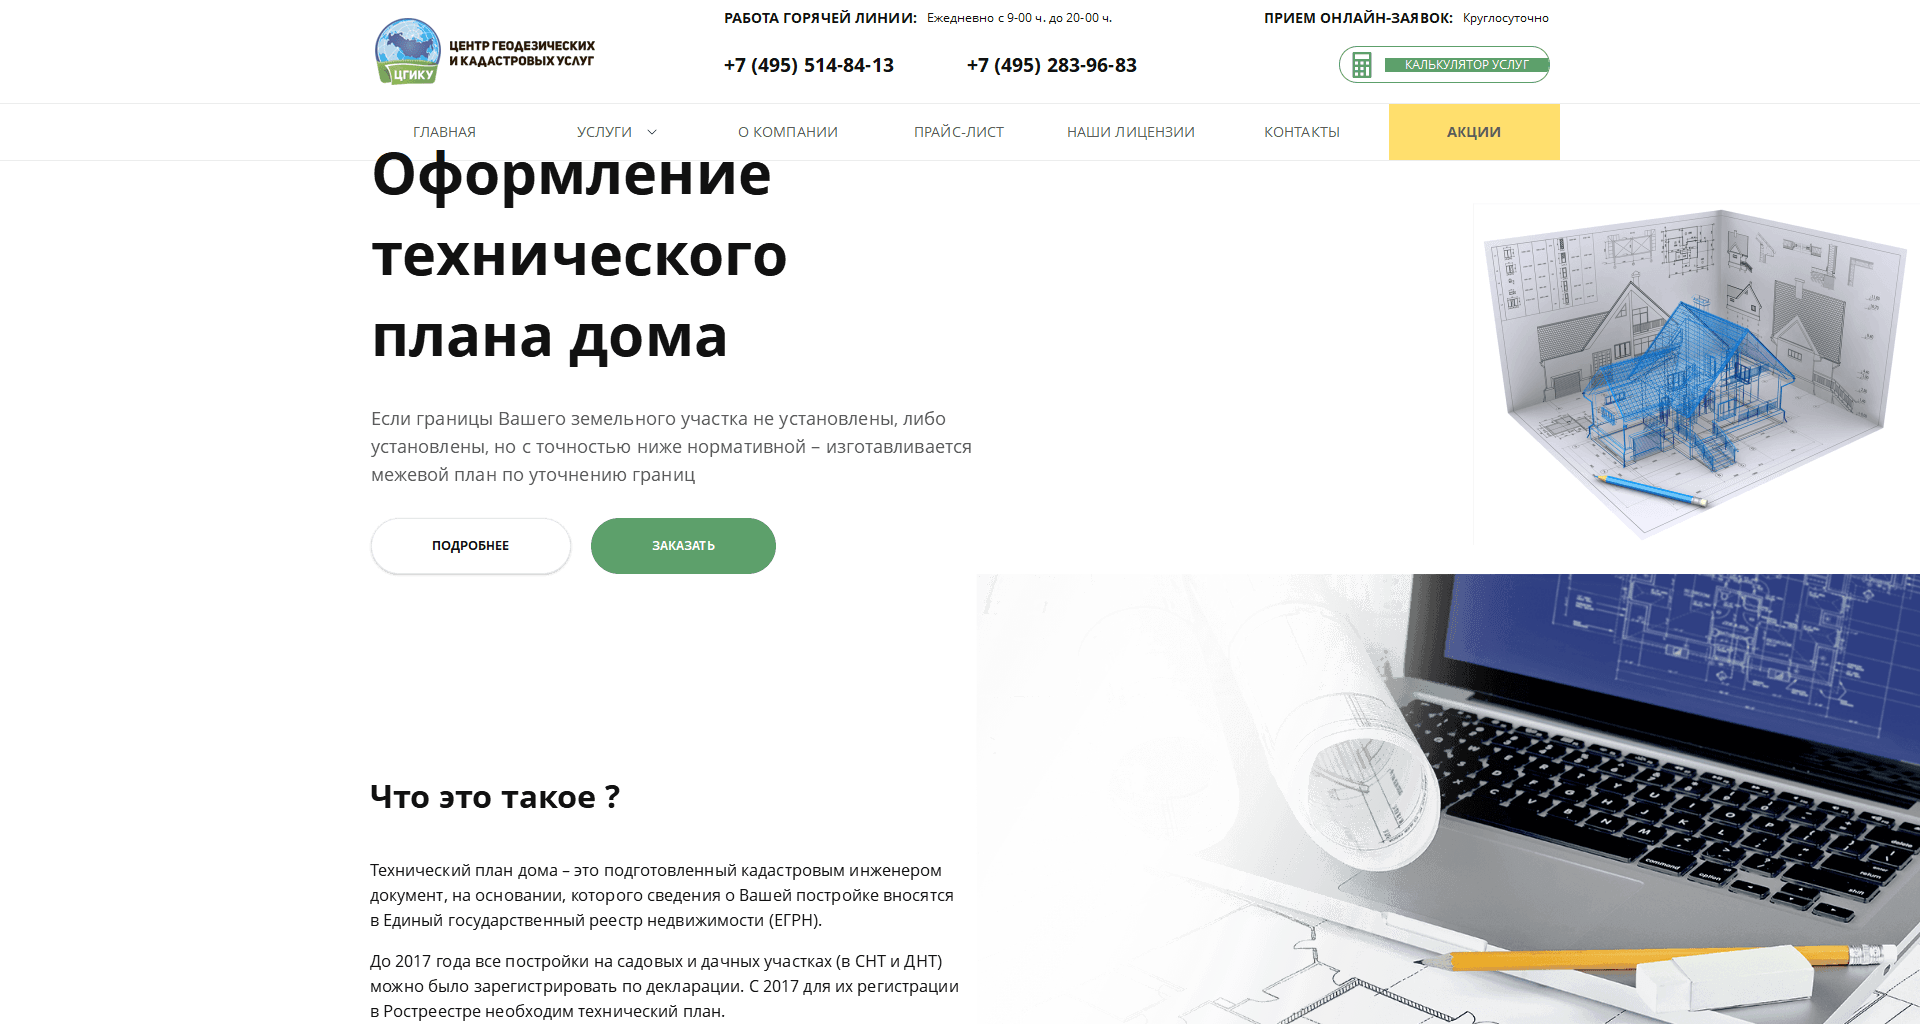 ЦЕНТР ГЕОДЕЗИЧЕСКИХ
И КАДАСТРОВЫХ УСЛУГ
ЦГИКУ
РАБОТА ГОРЯЧЕЙ ЛИНИИ: Ежедневно с 9-00 ч. до 20-00 ч.
ПРИЕМ ОНЛАЙН-ЗАЯВОК: Круглосуточно
+7 (495) 514-84-13
+7 (495) 283-96-83
КАЛЬКУЛЯТОР УСЛУГ
ГЛАВНАЯ
УСЛУГИ
О КОМПАНИИ
ПРАЙС-ЛИСТ
НАШИ ЛИЦЕНЗИИ
КОНТАКТЫ
АКЦИИ
Оформление
технического
плана дома
Если границы Вашего земельного участка не установлены, либо
установлены, но с точностью ниже нормативной – изготавливается
межевой план по уточнению границ
ПОДРОБНЕЕ
ЗАКАЗАТЬ
Что это такое ?
Технический план дома – это подготовленный кадастровым инженером
документ, на основании, которого сведения о Вашей постройке вносятся
в Единый государственный реестр недвижимости (ЕГРН).
До 2017 года все постройки на садовых и дачных участках (в СНТ и ДНТ)
можно было зарегистрировать по декларации. С 2017 для их регистрации
в Росреестре необходим технический план.
delete
return
shift
command
option